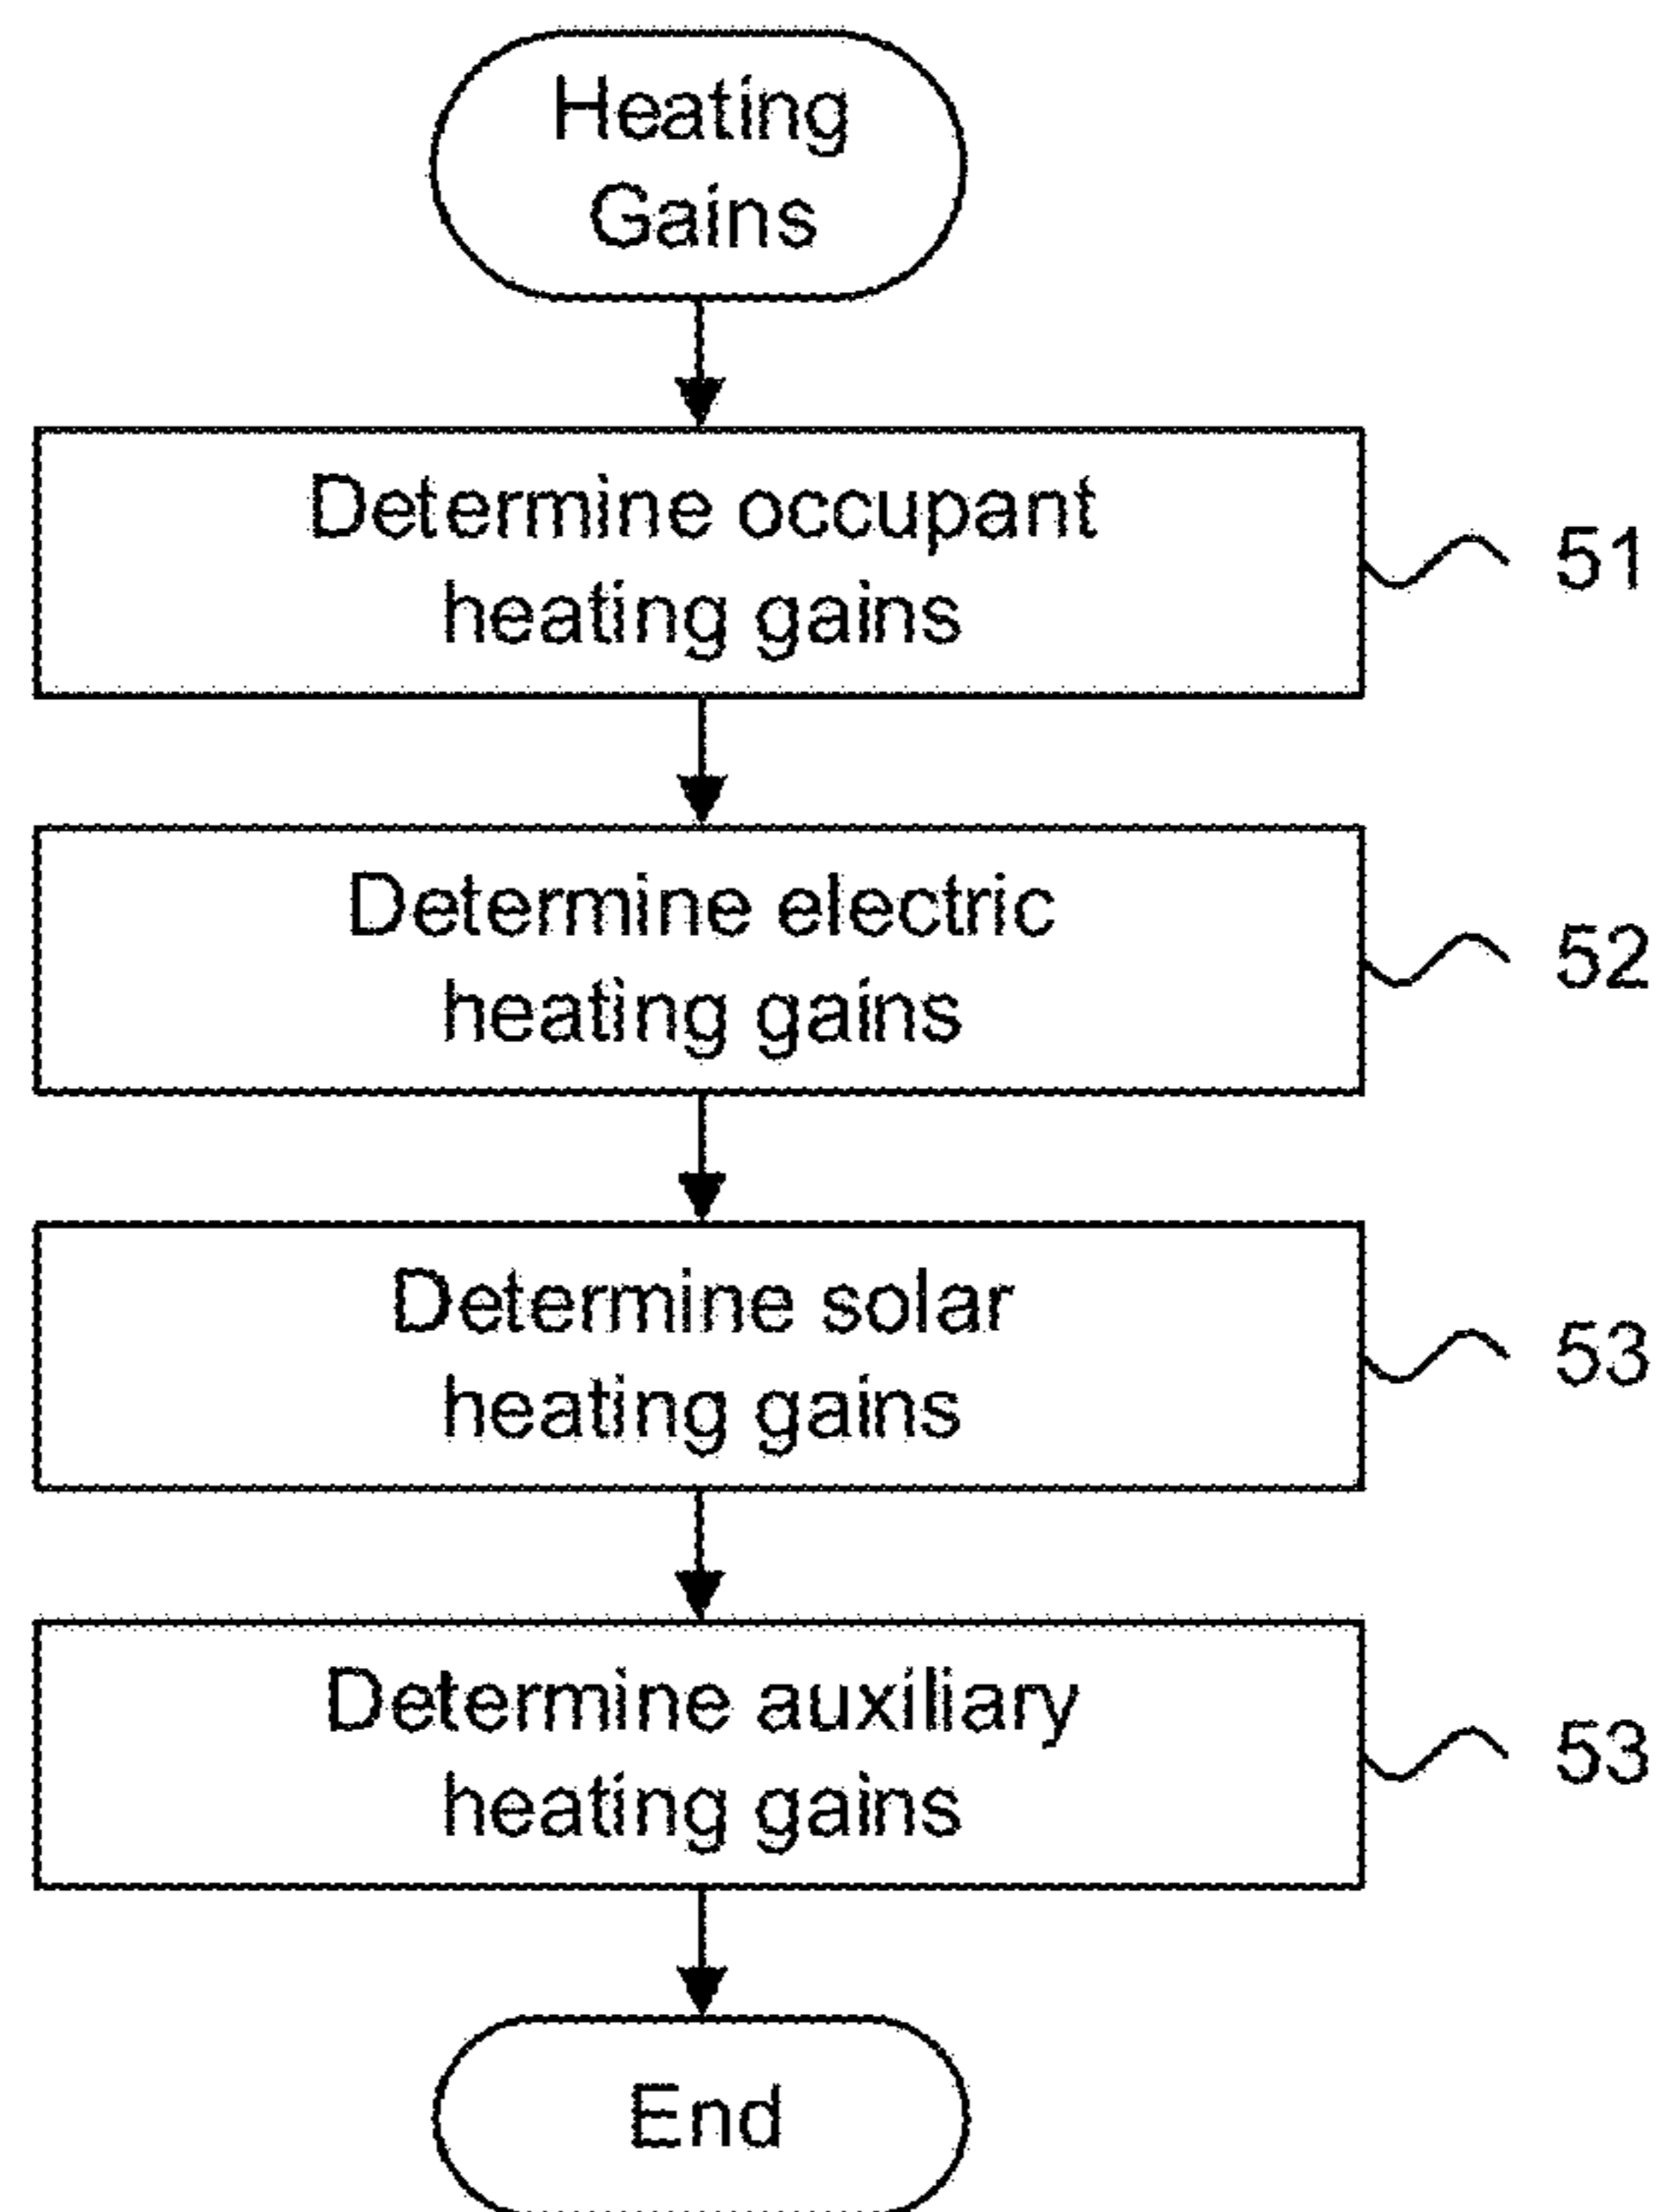 Heating
Gains
Determine occupant
heating gains
51
Determine electric
heating gains
52
Determine solar
heating gains
53
Determine auxiliary
heating gains
53
End